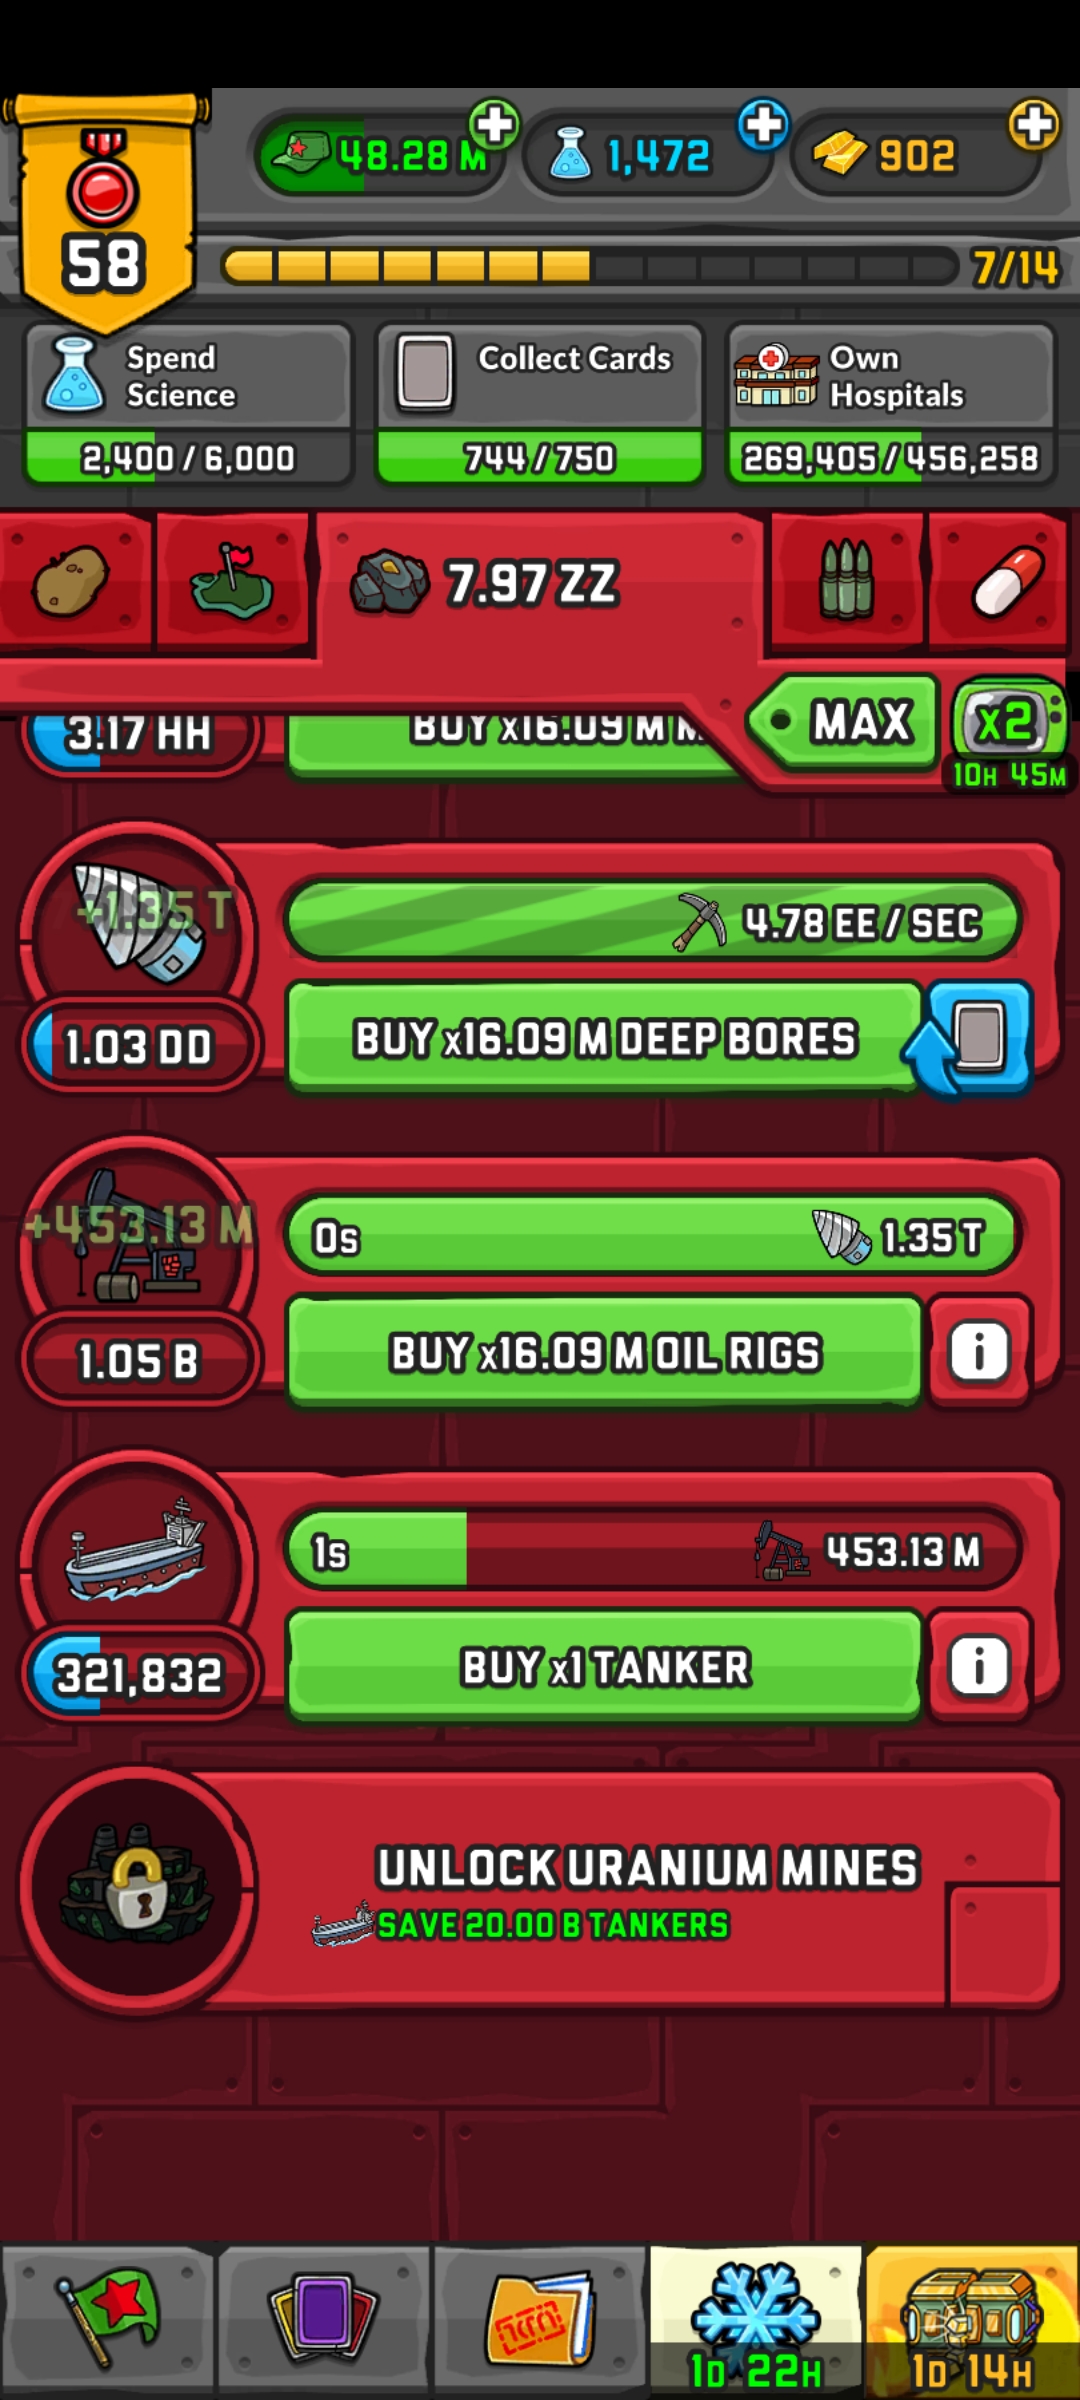 48.28 M
1,472
902
58
7/14
Spend
Science
2,400 / 6,000
Collect Cards
744 / 750
Own
Hospitals
269,405 / 456,258
7.97 ZZ
MAX
x2
10H 45M
3.17 HH
BUY x16.09 M M
+1.35 T
4.78 EE / SEC
1.03 DD
BUY x16.09 M DEEP BORES
+453.13 M
0s
1.35 T
1.05 B
BUY x16.09 M OIL RIGS
i
1s
453.13 M
321,832
BUY x1 TANKER
i
UNLOCK URANIUM MINES
SAVE 20.00 B TANKERS
1D 22H
1D 14H